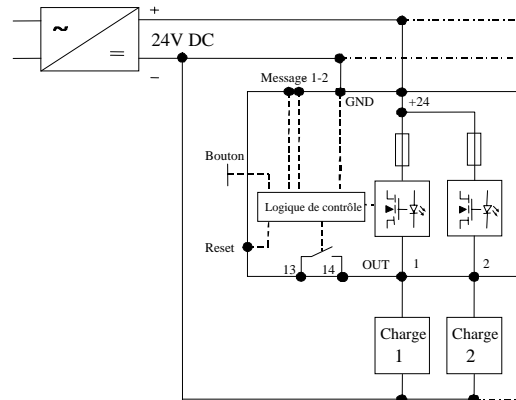 +
~
=
24V DC
−
Message 1-2
GND
+24
Bouton
Logique de contrôle
Reset
13
14
OUT
1
2
Charge
1
Charge
2